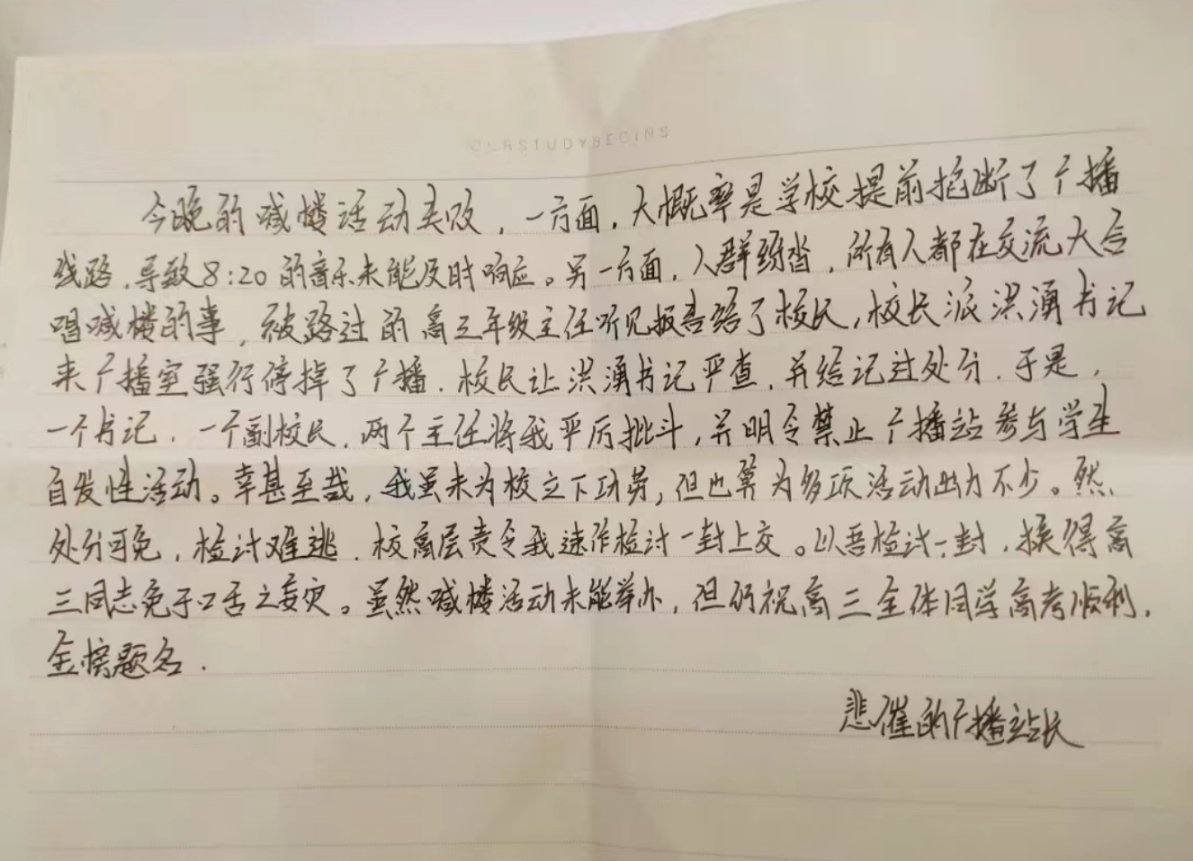 OURSTUDYBEGINS
今晚的喊楼活动失败，一方面，大概率是学校提前掐断了广播
线路，导致8:20的音乐未能及时响应。另一方面，人群纷沓，所有人都在交流大合
唱喊楼的事，被路过的高三年级主任听见报告给了校长，校长派洪湧书记
来广播室强行停掉了广播．校长让洪湧书记严查，并给记过处分．于是，
一个书记．一个副校长．两个主任将我严厉批斗，并明令禁止广播站参与学生
自发性活动。幸甚至哉，我虽未为校立下功劳，但也算为多项活动出力不少。然，
处分可免，检讨难逃．校高层责令我速作检讨一封上交。以吾检讨一封，换得高
三同志免于口舌之妄灾。虽然喊楼活动未能举办，但仍祝高三全体同学高考顺利，
金榜题名．
悲催的广播站长